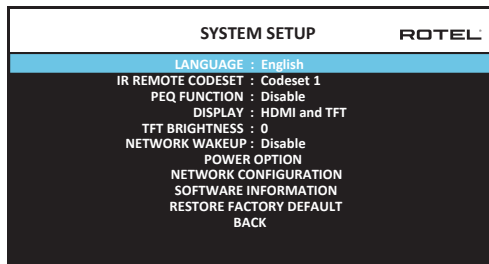 SYSTEM SETUP ROTEL
LANGUAGE : English
IR REMOTE CODESET : Codeset 1
PEQ FUNCTION : Disable
DISPLAY : HDMI and TFT
TFT BRIGHTNESS : 0
NETWORK WAKEUP : Disable
POWER OPTION
NETWORK CONFIGURATION
SOFTWARE INFORMATION
RESTORE FACTORY DEFAULT
BACK